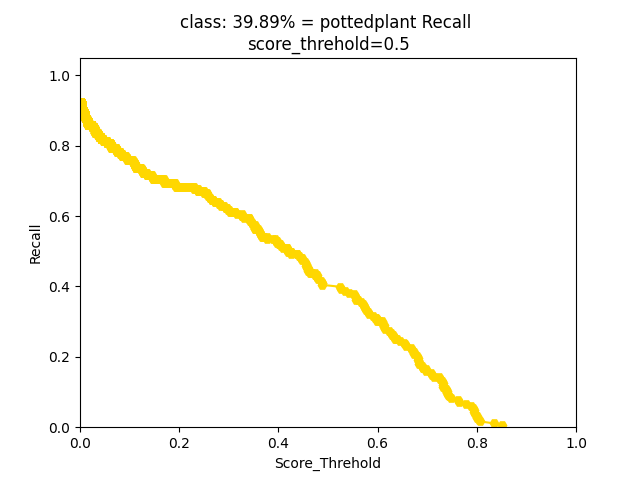 class: 39.89% = pottedplant Recall
score_threhold=0.5
1.0
0.8
0.6
0.4
0.2
0.0
Recall
0.0 0.2 0.4 0.6 0.8 1.0
Score_Threhold